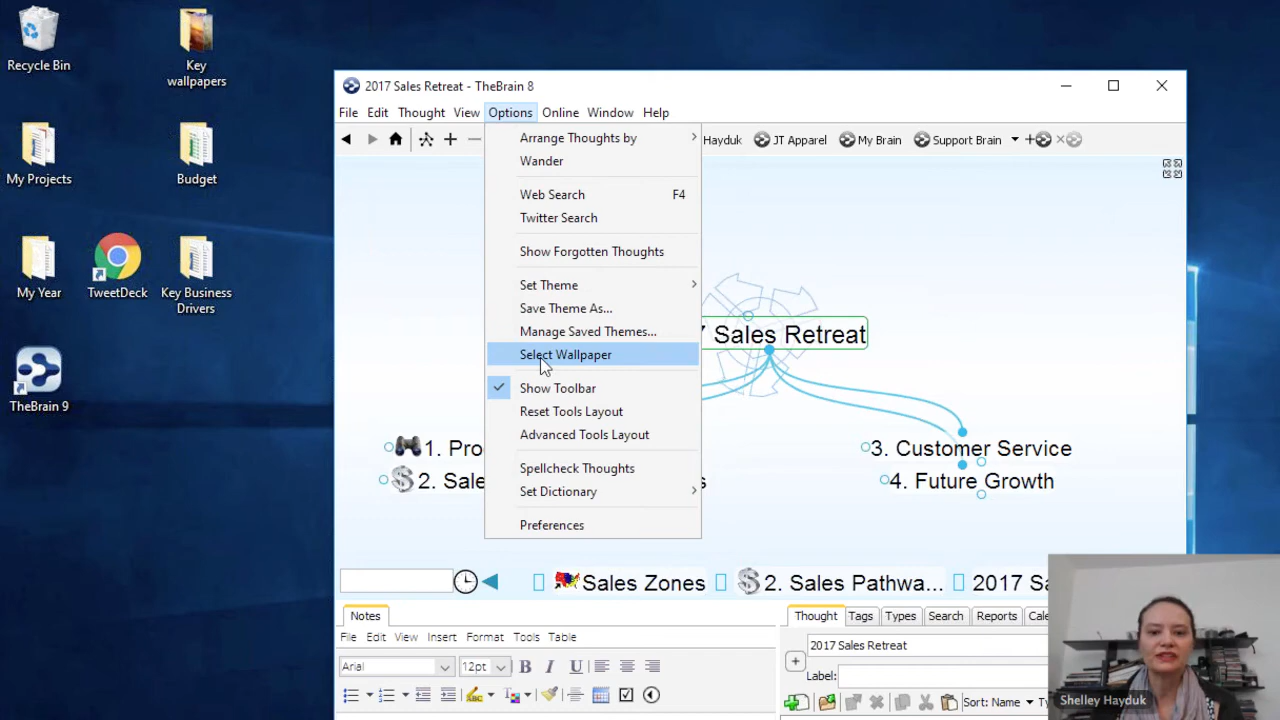 Recycle Bin
Key
wallpapers
My Projects
Budget
My Year
TweetDeck
Key Business
Drivers
TheBrain 9
2017 Sales Retreat - TheBrain 8
File Edit Thought View Options Online Window Help
Hayduk JT Apparel My Brain Support Brain
Arrange Thoughts by
Wander
Web Search F4
Twitter Search
Show Forgotten Thoughts
Set Theme
Save Theme As...
Manage Saved Themes...
Select Wallpaper
Show Toolbar
Reset Tools Layout
Advanced Tools Layout
Spellcheck Thoughts
Set Dictionary
Preferences
7 Sales Retreat
1. Pro
2. Sale
s
3. Customer Service
4. Future Growth
Sales Zones 2. Sales Pathwa... 2017 Sa
Notes
File Edit View Insert Format Tools Table
Arial 12pt B I U
Thought Tags Types Search Reports Cale
2017 Sales Retreat
Label:
Sort: Name Ty
Shelley Hayduk